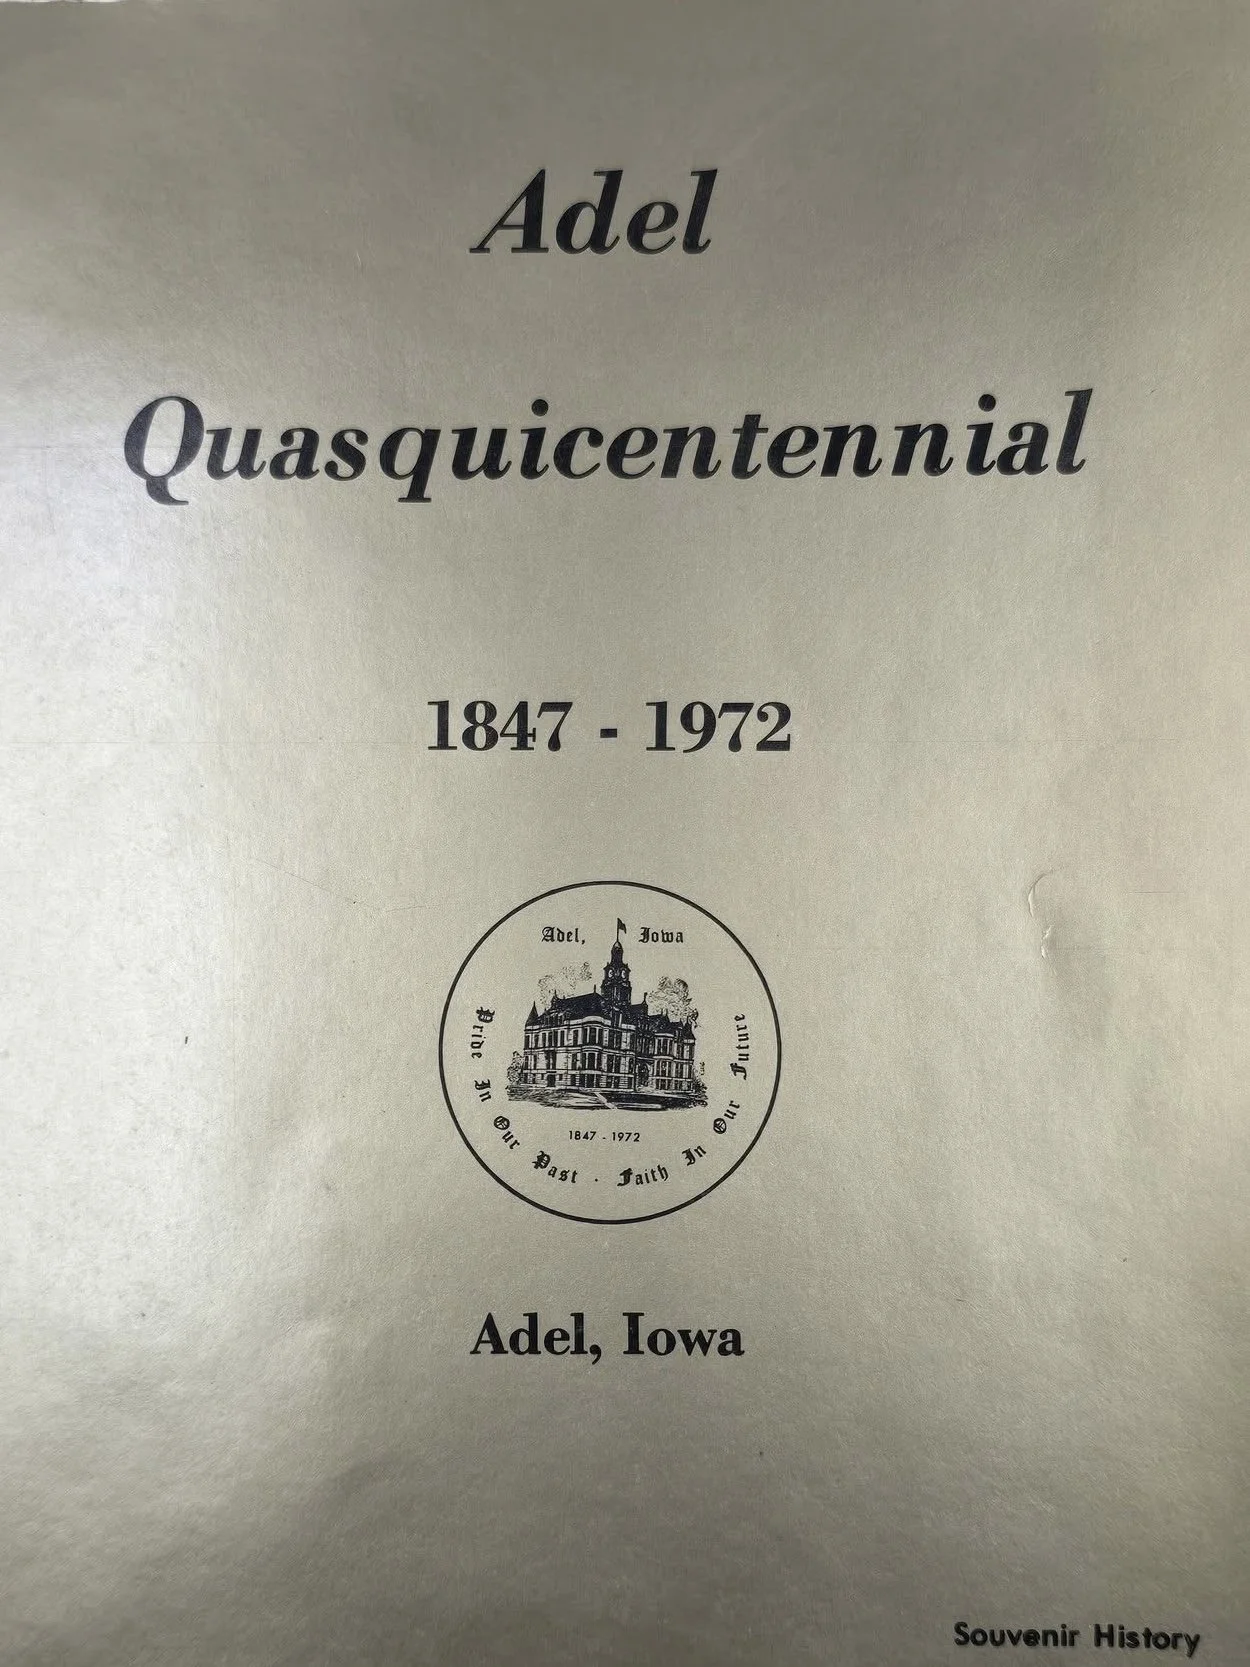 Adel
Quasquicentennial
1847 - 1972
Adel, Iowa
1847 - 1972
Pride In Our Past · Faith In Our Future
Adel, Iowa
Souvenir History